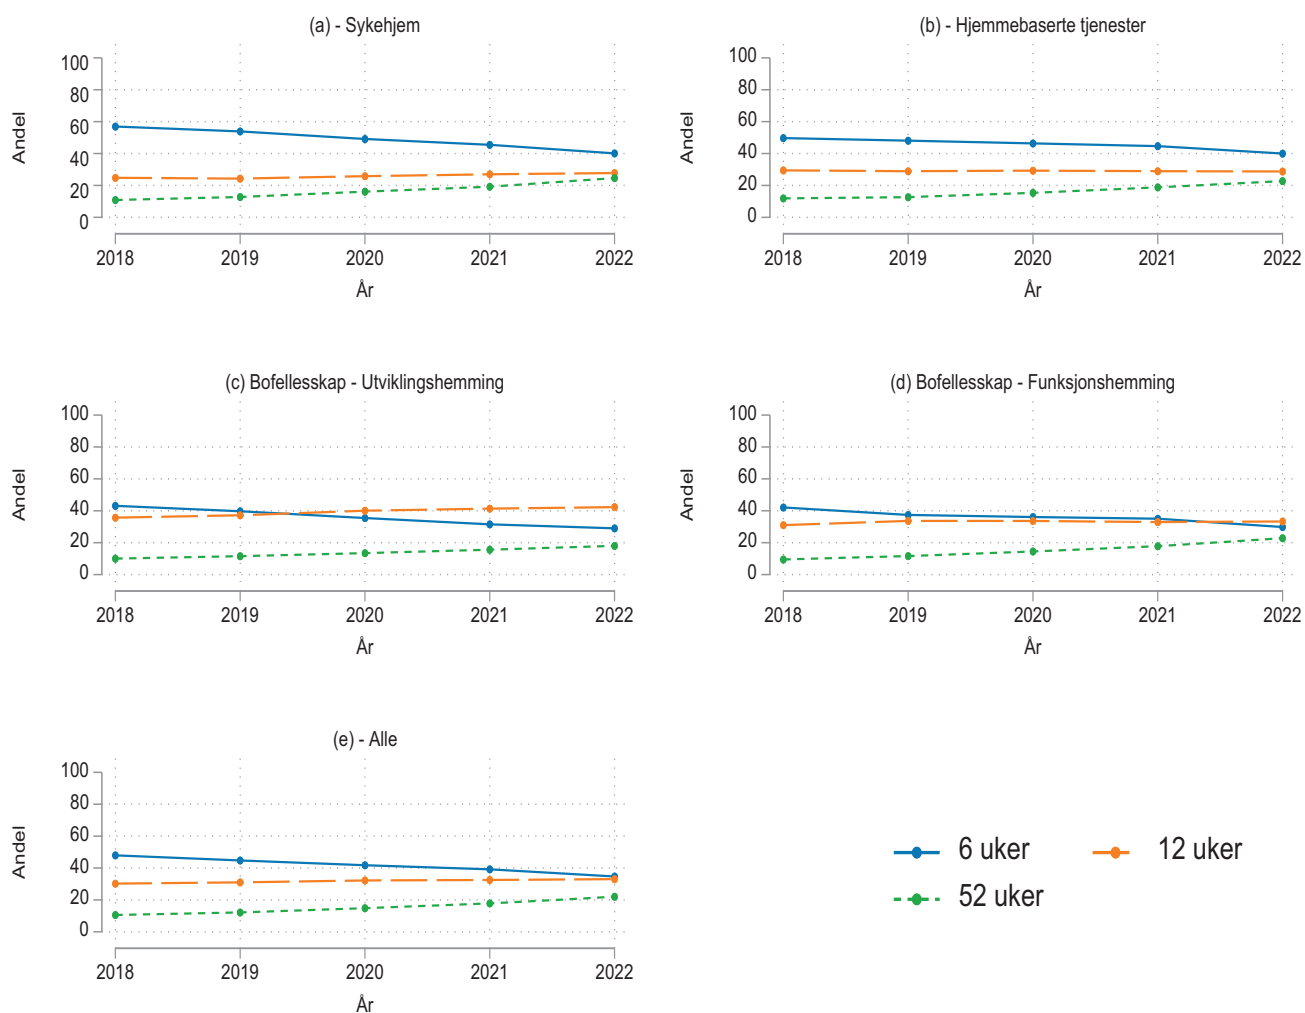 (a) - Sykehjem
100
80
60
40
20
0
Andel
2018 2019 2020 2021 2022
År
(b) - Hjemmebaserte tjenester
100
80
60
40
20
0
Andel
2018 2019 2020 2021 2022
År
(c) Bofellesskap - Utviklingshemming
100
80
60
40
20
0
Andel
2018 2019 2020 2021 2022
År
(d) Bofellesskap - Funksjonshemming
100
80
60
40
20
0
Andel
2018 2019 2020 2021 2022
År
(e) - Alle
100
80
60
40
20
0
Andel
2018 2019 2020 2021 2022
År
6 uker 12 uker
52 uker